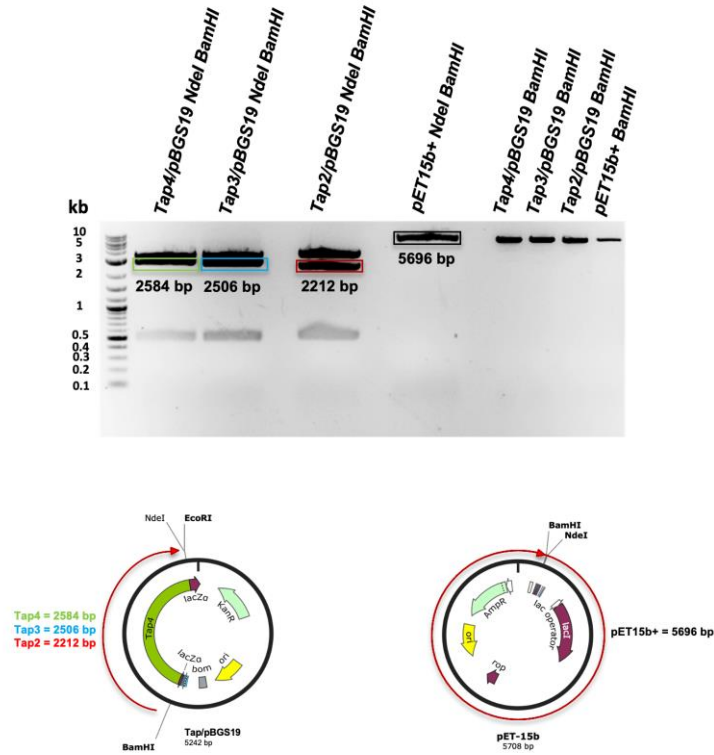 Tap4/pBGS19 NdeI BamHI
Tap3/pBGS19 NdeI BamHI
Tap2/pBGS19 NdeI BamHI
pET15b+ NdeI BamHI
Tap4/pBGS19 BamHI
Tap3/pBGS19 BamHI
Tap2/pBGS19 BamHI
pET15b+ BamHI
kb
10
5
3
2
1
0.5
0.4
0.3
0.2
0.1
2584 bp
2506 bp
2212 bp
5696 bp
NdeI
EcoRI
lacZα
KanR
Tap4
ori
lacZα
bom
BamHI
Tap4 = 2584 bp
Tap3 = 2506 bp
Tap2 = 2212 bp
Tap/pBGS19
5242 bp
BamHI
NdeI
AmpR
lac operator
lacI
ori
rop
pET15b+ = 5696 bp
pET-15b
5708 bp